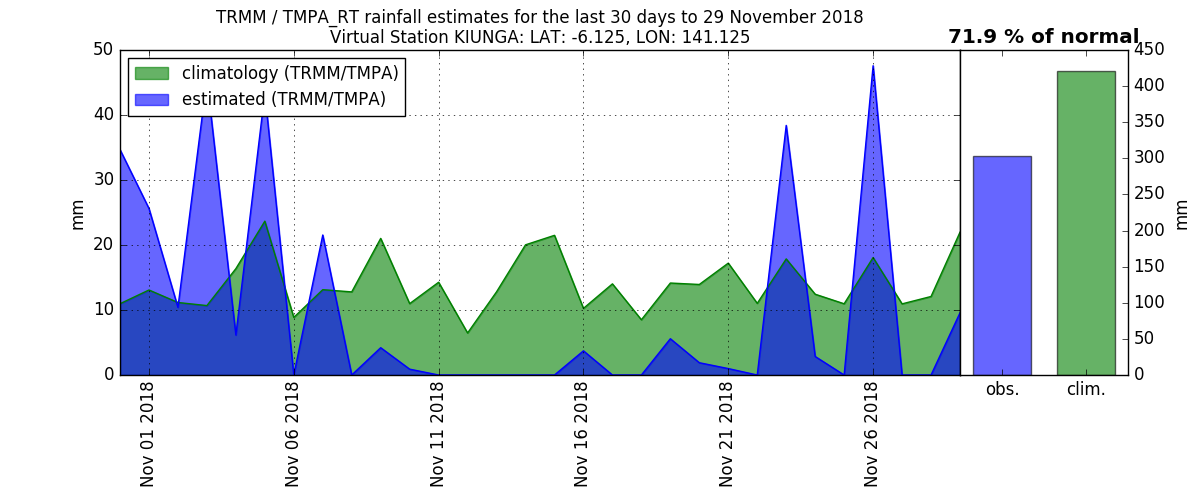 TRMM / TMPA_RT rainfall estimates for the last 30 days to 29 November 2018
Virtual Station KIUNGA: LAT: -6.125, LON: 141.125
71.9 % of normal
climatology (TRMM/TMPA)
estimated (TRMM/TMPA)
50
40
30
20
10
0
mm
Nov 01 2018
Nov 06 2018
Nov 11 2018
Nov 16 2018
Nov 21 2018
Nov 26 2018
obs.
clim.
450
400
350
300
250
200
150
100
50
0
mm